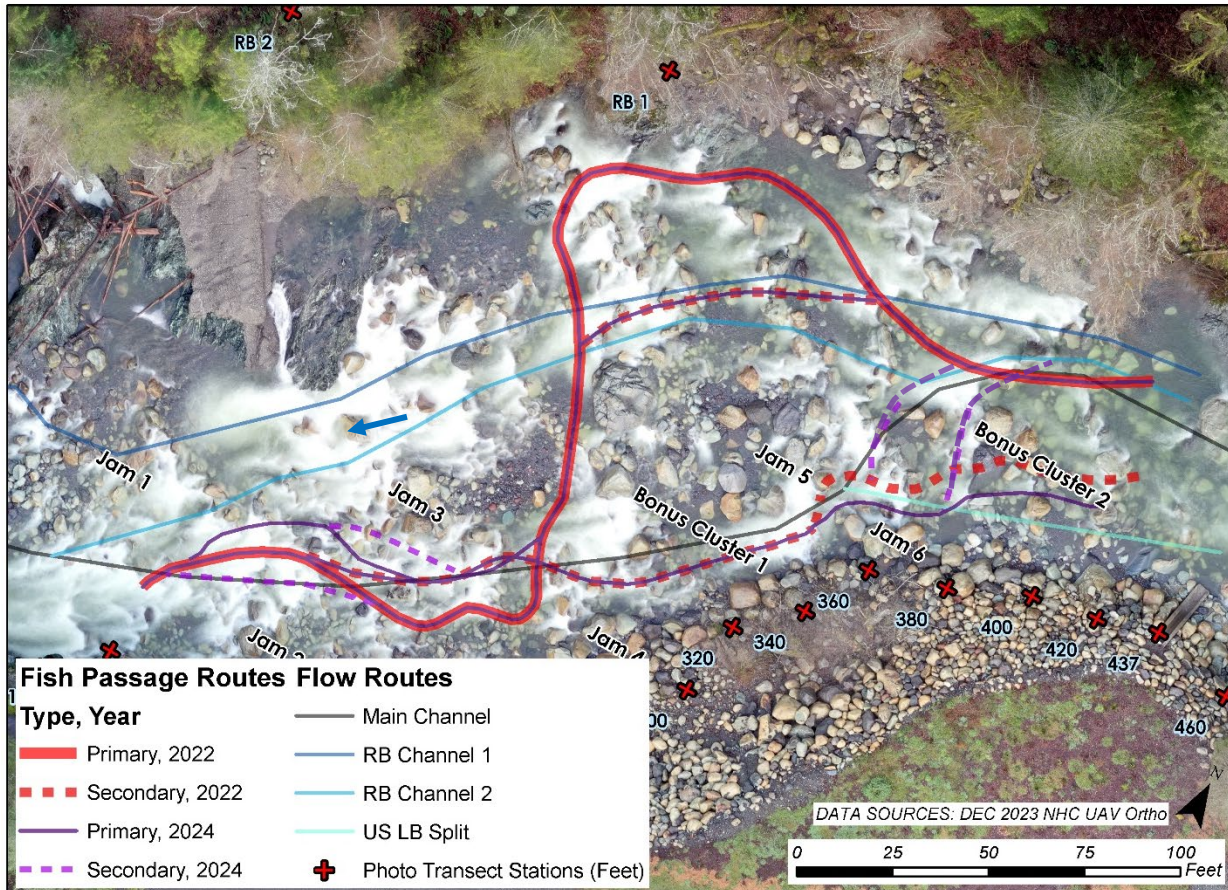 RB 2
RB 1
Jam 1
Jam 3
Jam 5
Bonus Cluster 2
Bonus Cluster 1
Jam 6
360
380
400
420
437
460
340
320
Fish Passage Routes
Type, Year
Primary, 2022
Secondary, 2022
Primary, 2024
Secondary, 2024
Flow Routes
Main Channel
RB Channel 1
RB Channel 2
US LB Split
Photo Transect Stations (Feet)
N
DATA SOURCES: DEC 2023 NHC UAV Ortho
0 25 50 75 100
Feet